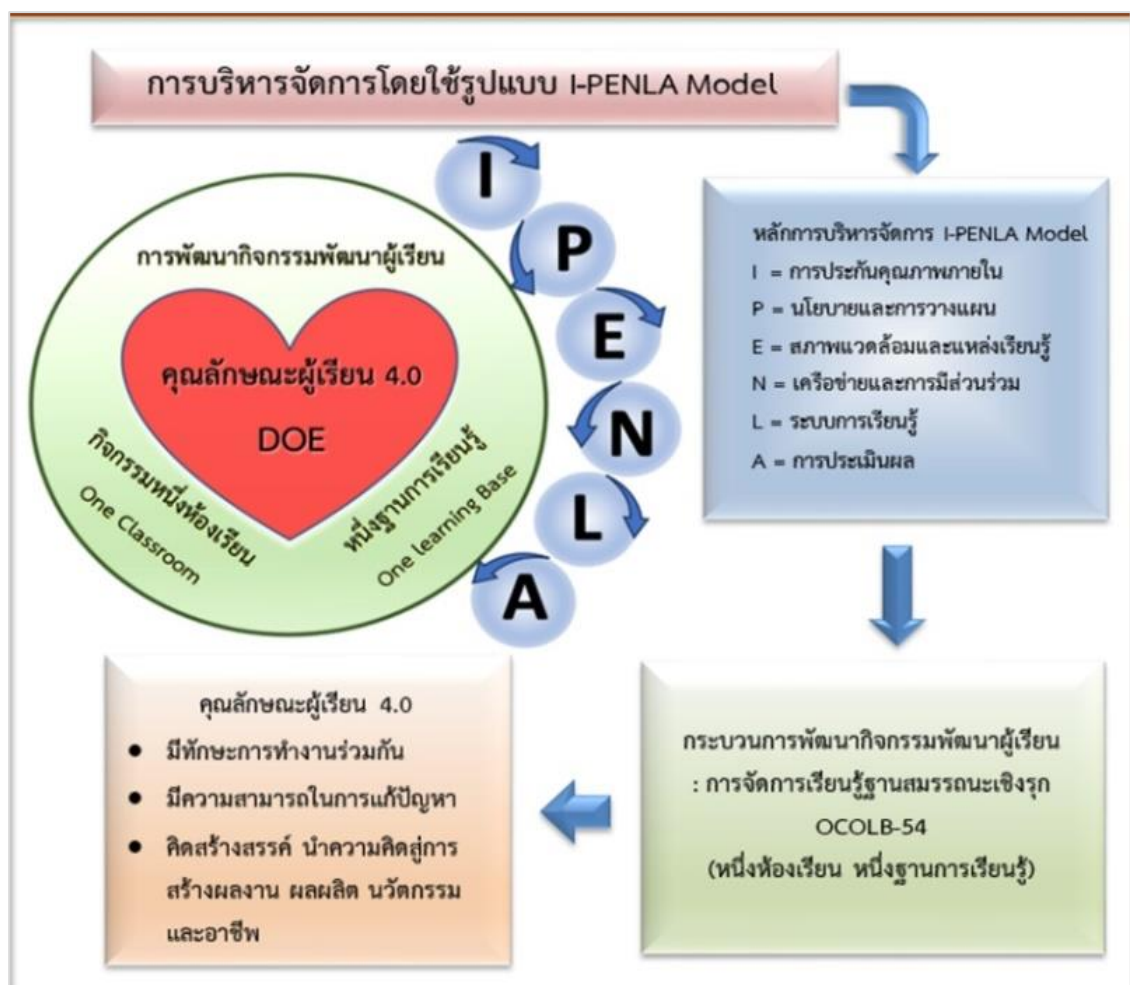 การบริหารจัดการโดยใช้รูปแบบ I-PENLA Model
I
P
E
N
L
A
การพัฒนากิจกรรมพัฒนาผู้เรียน
คุณลักษณะผู้เรียน 4.0
DOE
กิจกรรมหนึ่งห้องเรียน
One Classroom
หนึ่งฐานการเรียนรู้
One learning Base
หลักการบริหารจัดการ I-PENLA Model
I = การประกันคุณภาพภายใน
P = นโยบายและการวางแผน
E = สภาพแวดล้อมและแหล่งเรียนรู้
N = เครือข่ายและการมีส่วนร่วม
L = ระบบการเรียนรู้
A = การประเมินผล
กระบวนการพัฒนากิจกรรมพัฒนาผู้เรียน
: การจัดการเรียนรู้ฐานสมรรถนะเชิงรุก
OCOLB-54
(หนึ่งห้องเรียน หนึ่งฐานการเรียนรู้)
คุณลักษณะผู้เรียน 4.0
● มีทักษะการทำงานร่วมกัน
● มีความสามารถในการแก้ปัญหา
● คิดสร้างสรรค์ นำความคิดสู่การ
สร้างผลงาน ผลผลิต นวัตกรรม
และอาชีพ